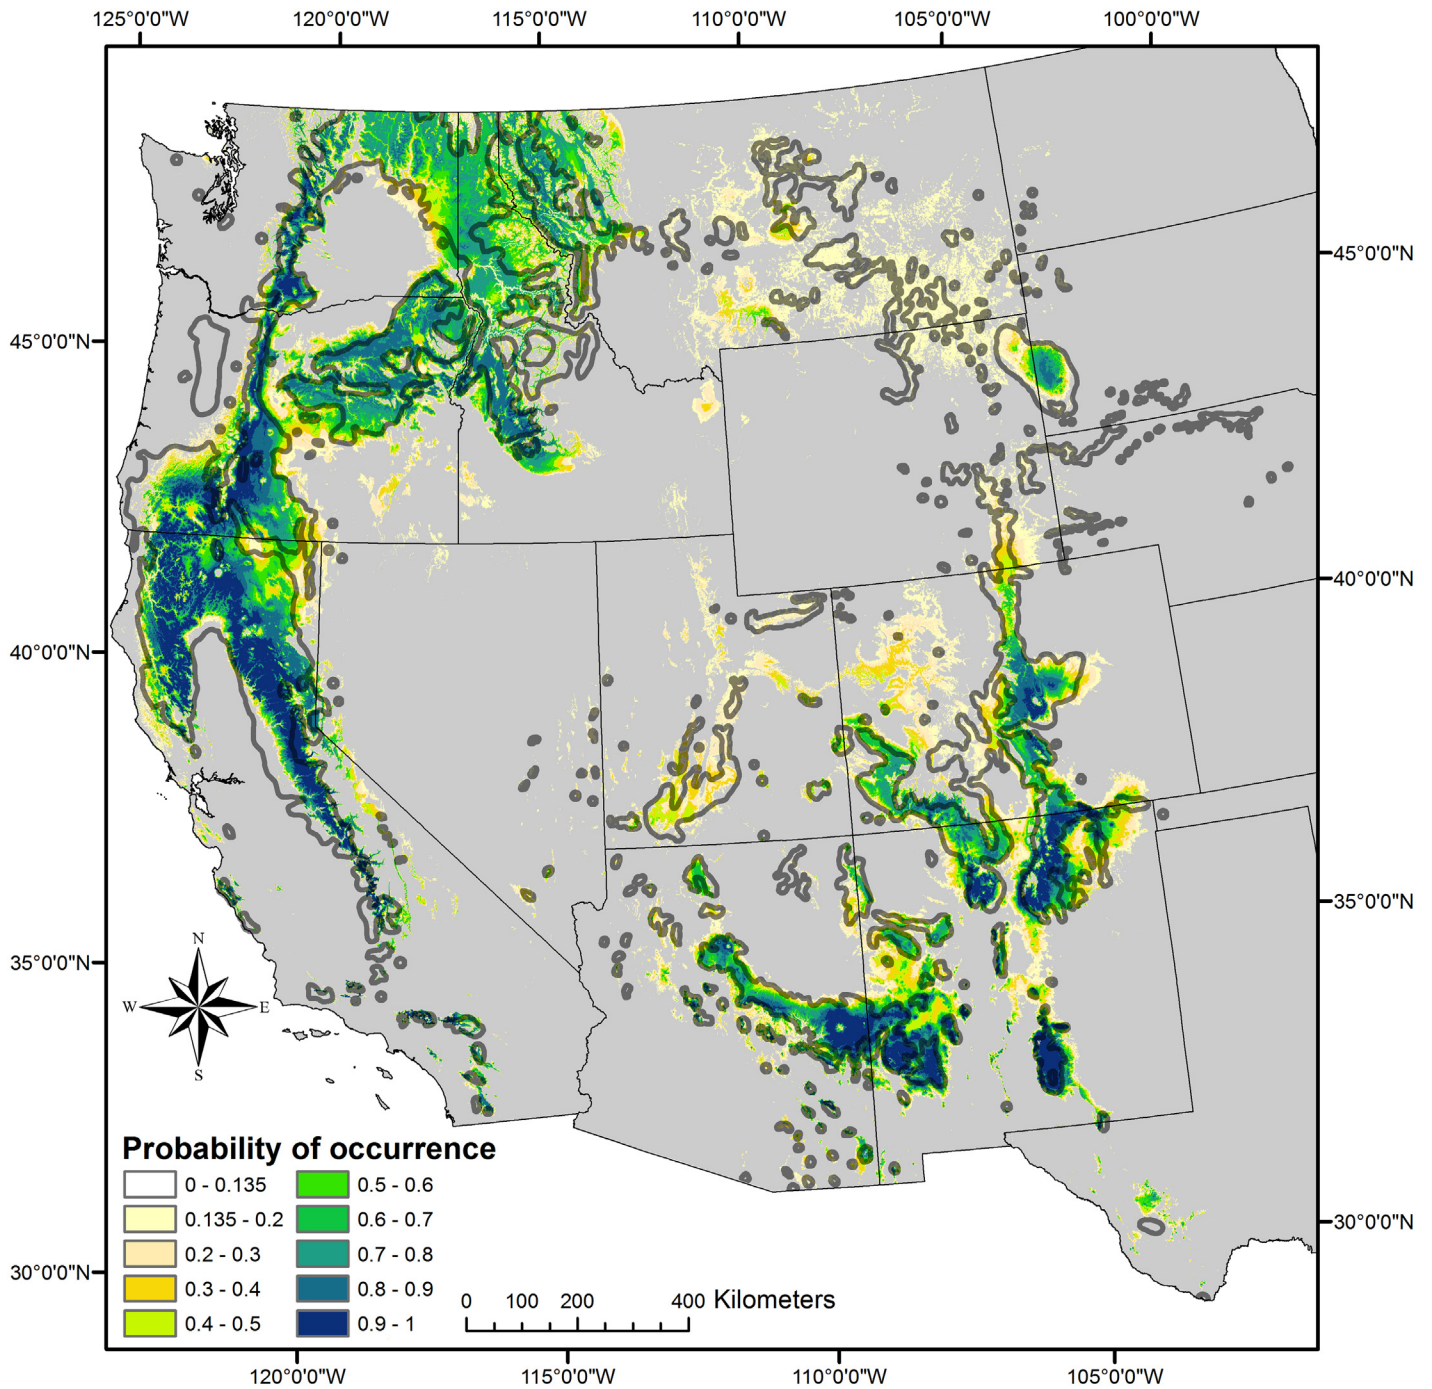 125°0'0"W 120°0'0"W 115°0'0"W 110°0'0"W 105°0'0"W 100°0'0"W
45°0'0"N
45°0'0"N
40°0'0"N
40°0'0"N
35°0'0"N
35°0'0"N
30°0'0"N
30°0'0"N
N
W E
S
Probability of occurrence
0 - 0.135
0.135 - 0.2
0.2 - 0.3
0.3 - 0.4
0.4 - 0.5
0.5 - 0.6
0.6 - 0.7
0.7 - 0.8
0.8 - 0.9
0.9 - 1
0 100 200 400 Kilometers
120°0'0"W 115°0'0"W 110°0'0"W 105°0'0"W